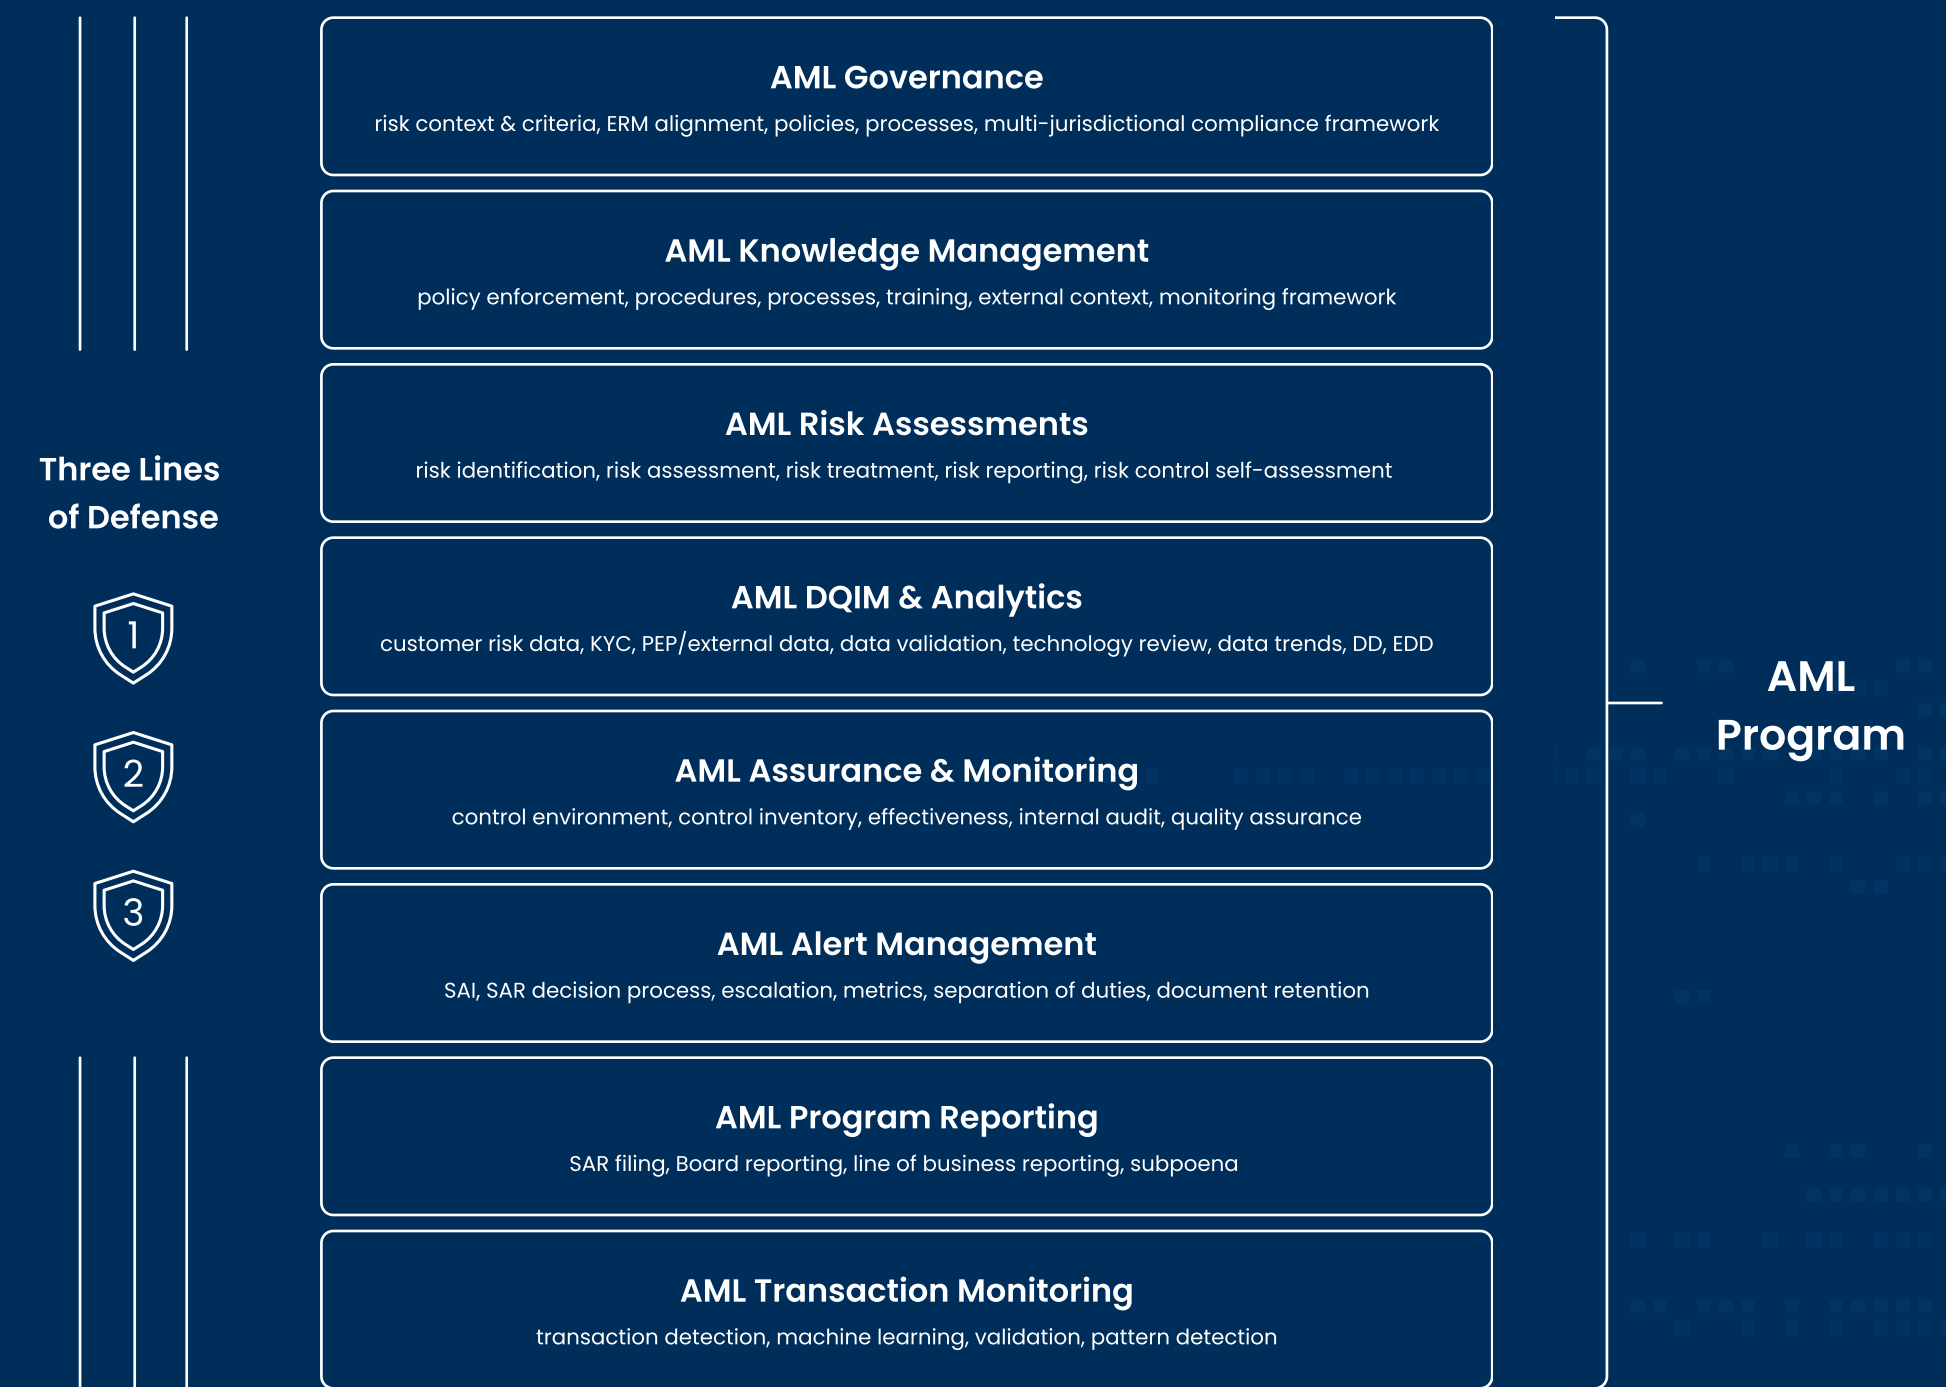 AML Governance
risk context & criteria, ERM alignment, policies, processes, multi-jurisdictional compliance framework
AML Knowledge Management
policy enforcement, procedures, processes, training, external context, monitoring framework
AML Risk Assessments
risk identification, risk assessment, risk treatment, risk reporting, risk control self-assessment
Three Lines
of Defense
1
2
3
AML DQIM & Analytics
customer risk data, KYC, PEP/external data, data validation, technology review, data trends, DD, EDD
AML Assurance & Monitoring
control environment, control inventory, effectiveness, internal audit, quality assurance
AML Alert Management
SAI, SAR decision process, escalation, metrics, separation of duties, document retention
AML Program Reporting
SAR filing, Board reporting, line of business reporting, subpoena
AML Transaction Monitoring
transaction detection, machine learning, validation, pattern detection
AML
Program